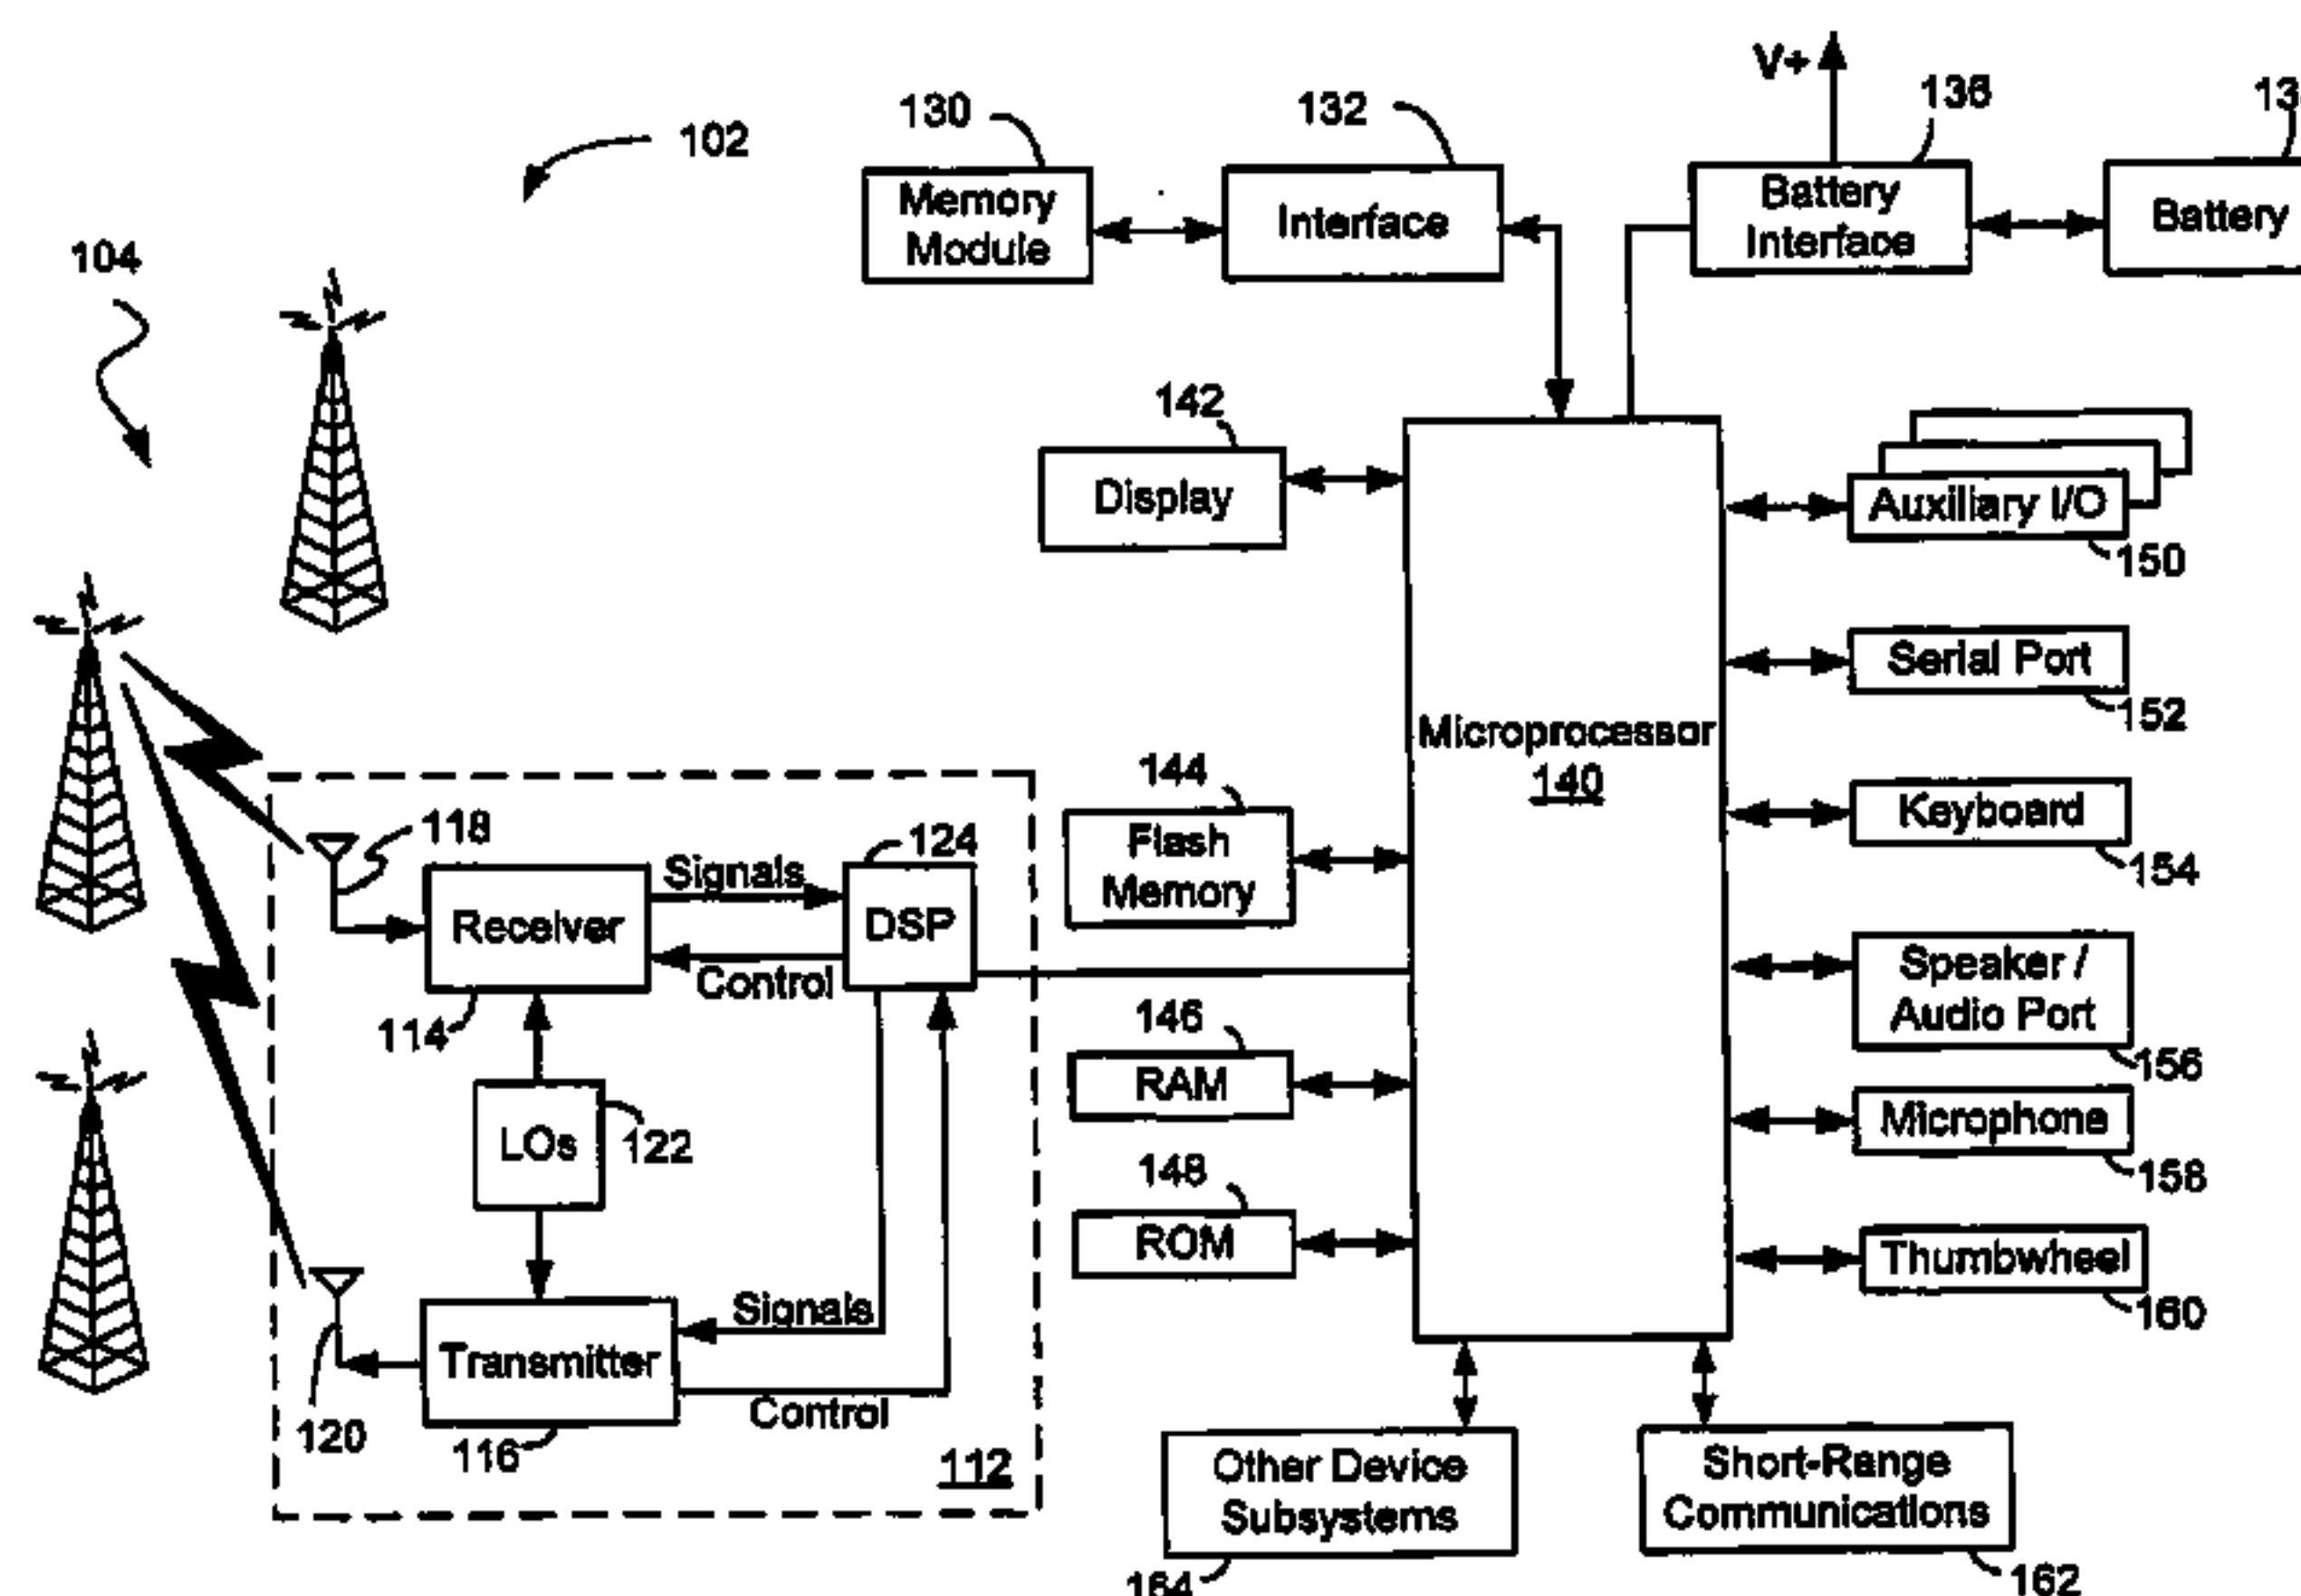 V+
136
130
132
102
Memory
Module
Interface
Battery
Interface
Battery
104
142
Display
Auxiliary I/O
150
Serial Port
152
Microprocessor
140
144
Flash
Memory
Keyboard
154
118
124
Signals
Receiver
DSP
Control
114
Speaker /
Audio Port
156
146
RAM
LOs
122
Microphone
158
148
ROM
Thumbwheel
160
Signals
Transmitter
Control
120
116
112
Other Device
Subsystems
164
Short-Range
Communications
162